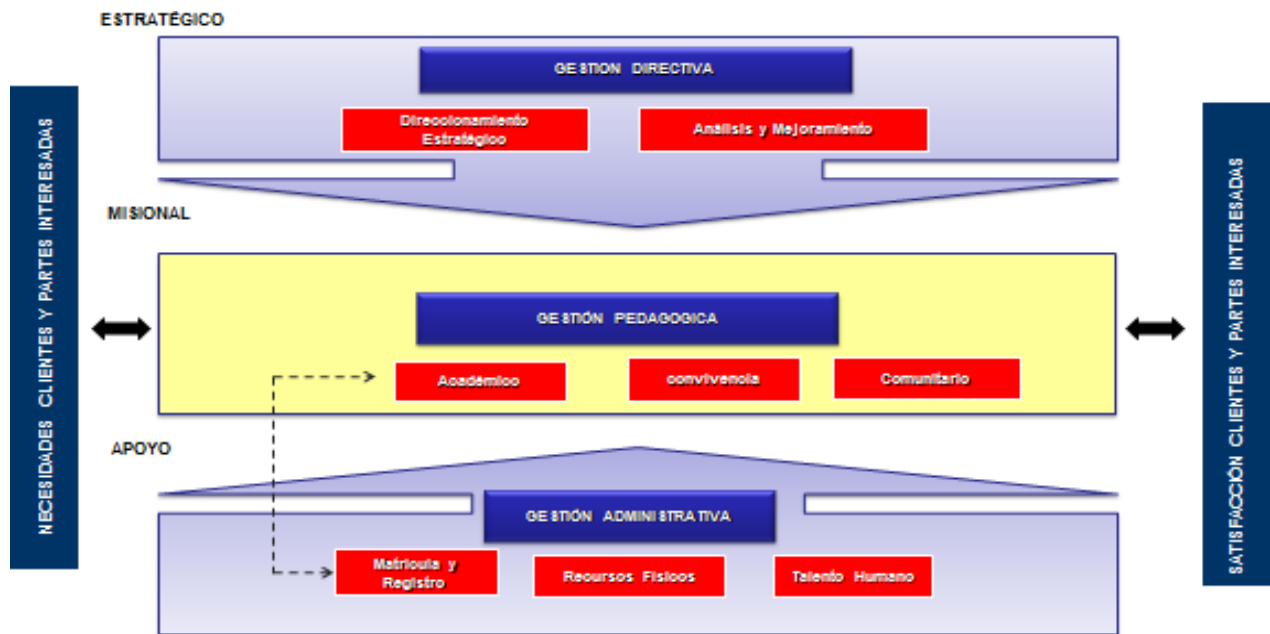 ESTRATÉGICO
GESTION DIRECTIVA
Direccionamiento
Estratégico
Análisis y Mejoramiento
NECESIDADES CLIENTES Y PARTES INTERESADAS
SATISFACCIÓN CLIENTES Y PARTES INTERESADAS
MISIONAL
GESTIÓN PEDAGOGICA
Académico
convivencia
Comunitario
APOYO
GESTIÓN ADMINISTRATIVA
Matricula y
Registro
Recursos Físicos
Talento Humano